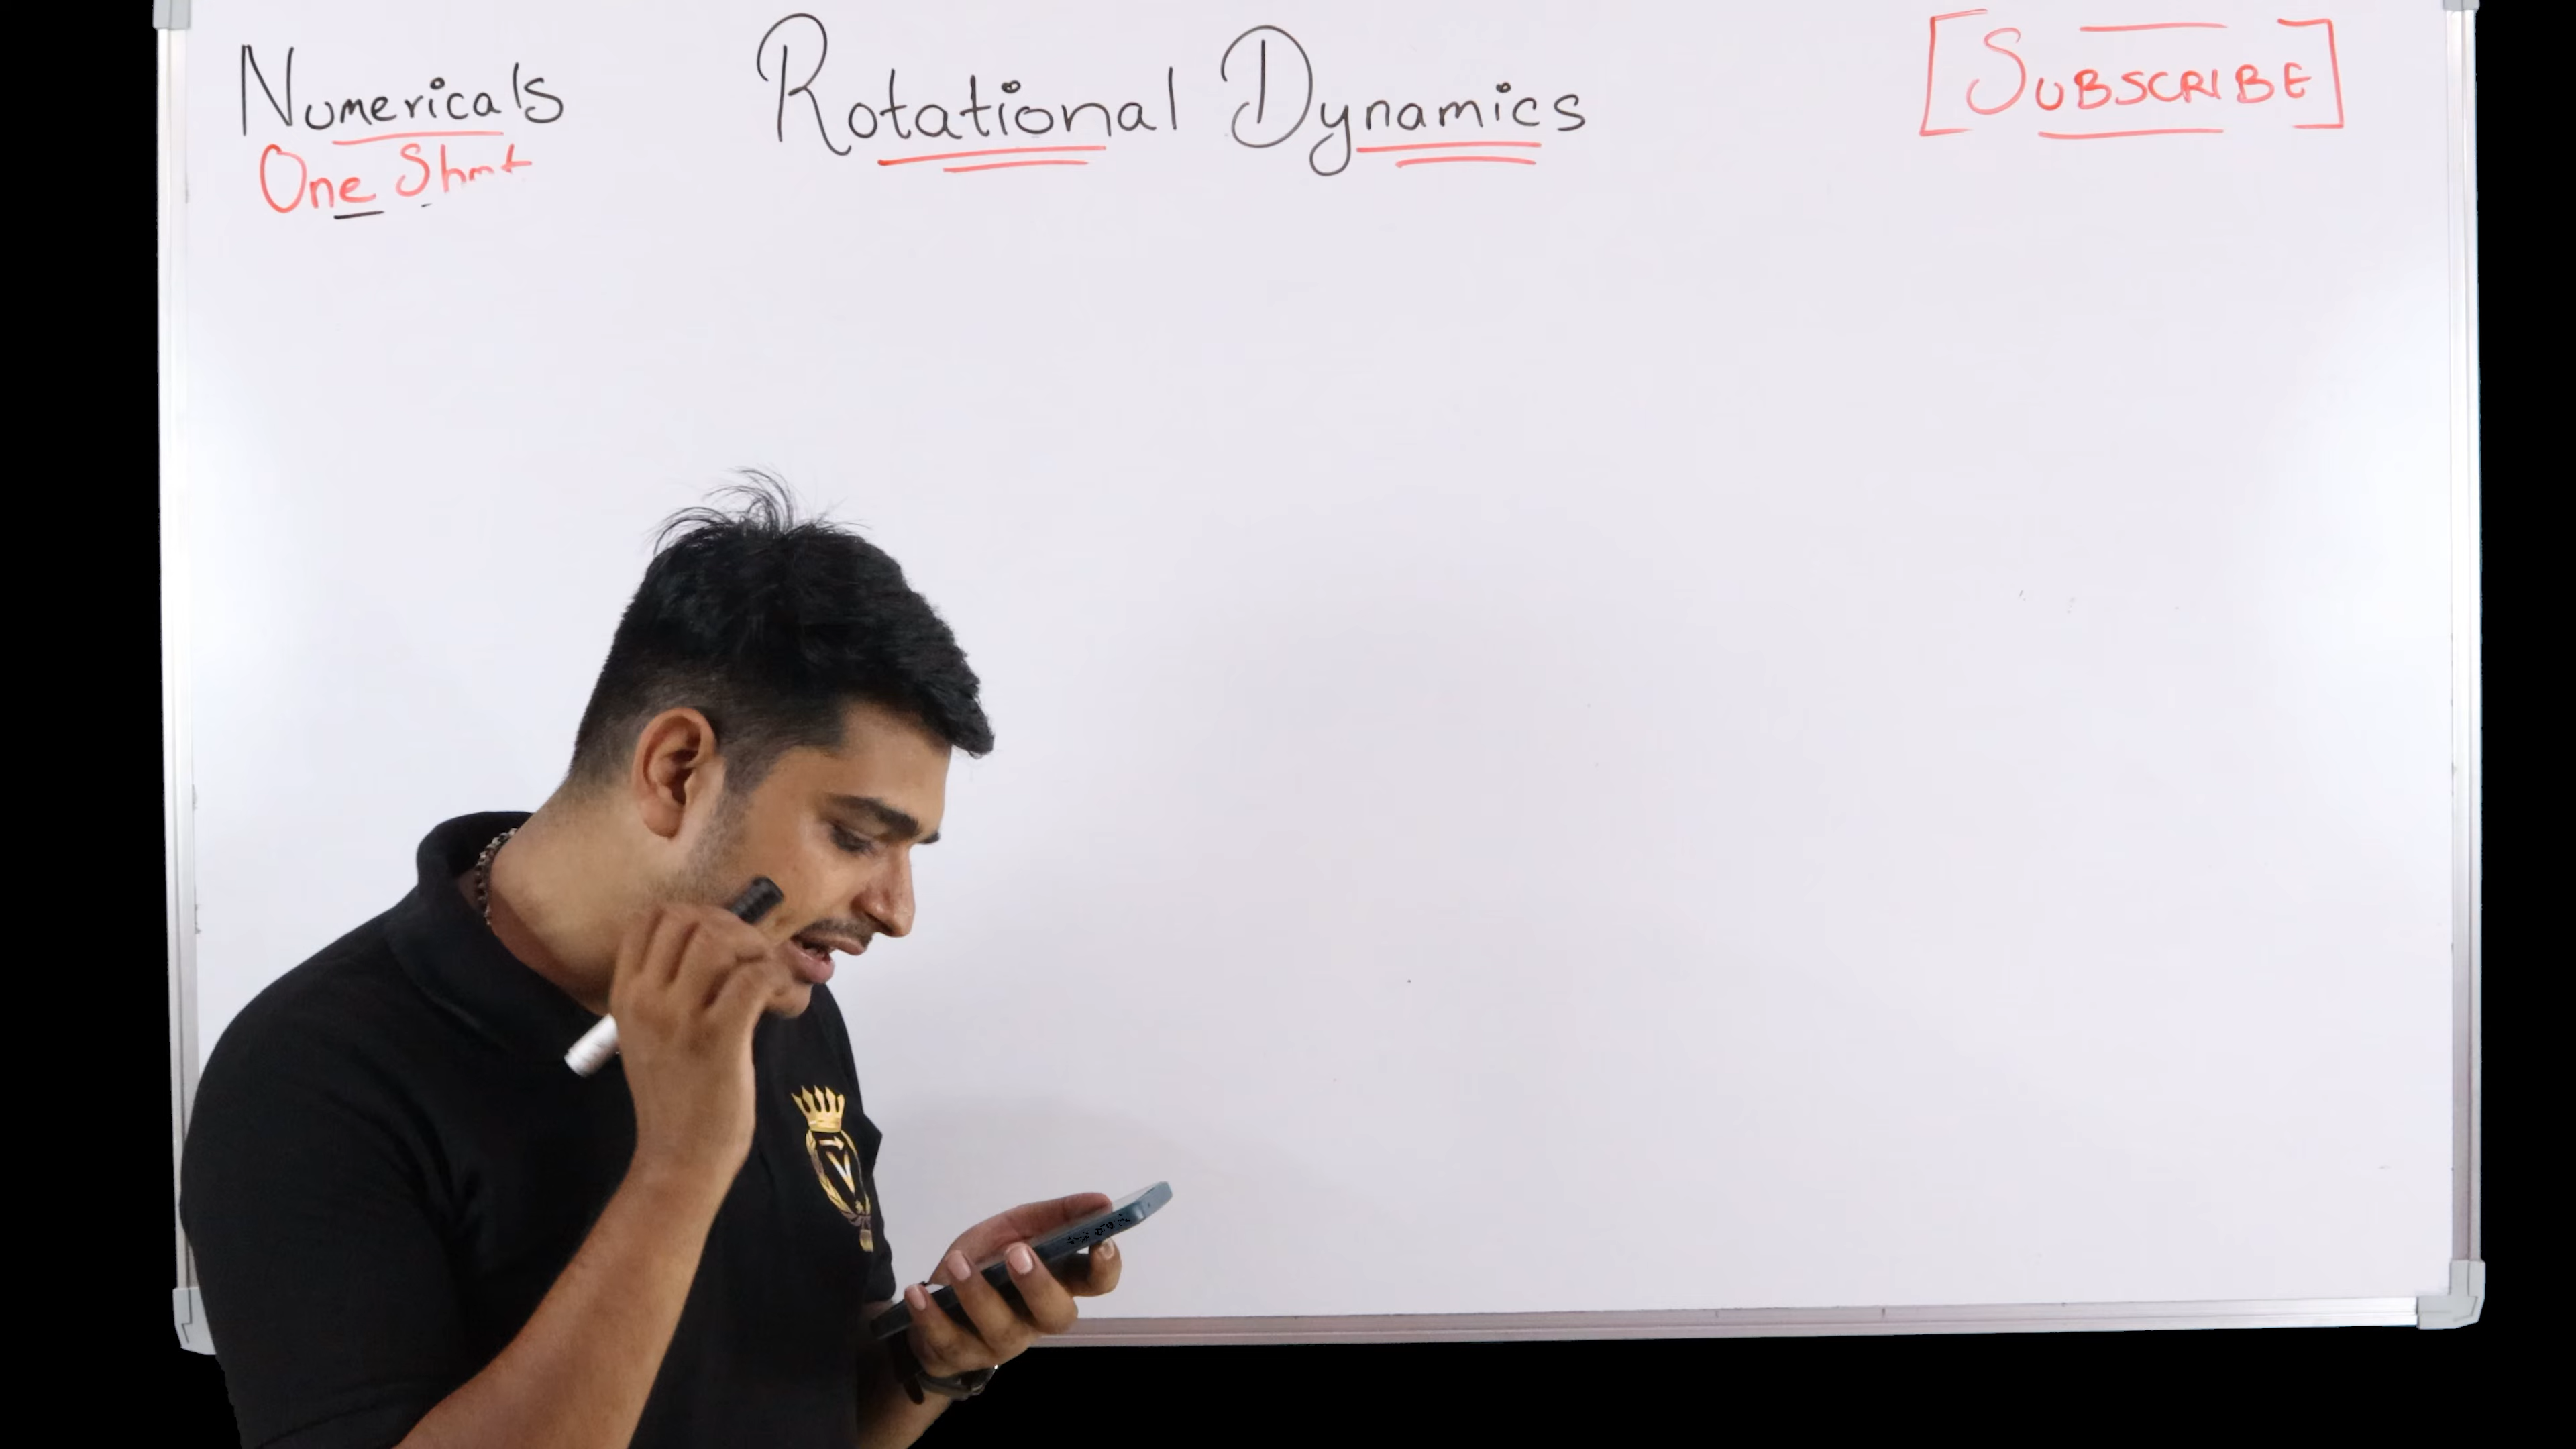 Numericals
One Shot
Rotational Dynamics
[SUBSCRIBE]
V